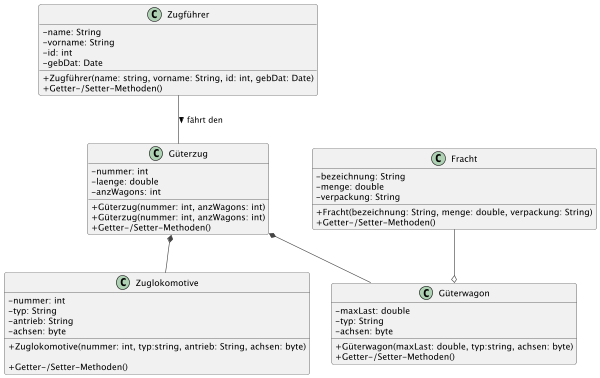 C Zugführer
-name: String
-vorname: String
-id: int
-gebDat: Date
+Zugführer(name: string, vorname: String, id: int, gebDat: Date)
+Getter-/Setter-Methoden()
fährt den
C Güterzug
-nummer: int
-laenge: double
-anzWagons: int
+Güterzug(nummer: int, anzWagons: int)
+Güterzug(nummer: int, anzWagons: int)
+Getter-/Setter-Methoden()
C Fracht
-bezeichnung: String
-menge: double
-verpackung: String
+Fracht(bezeichnung: String, menge: double, verpackung: String)
+Getter-/Setter-Methoden()
C Zuglokomotive
-nummer: int
-typ: String
-antrieb: String
-achsen: byte
+Zuglokomotive(nummer: int, typ:string, antrieb: String, achsen: byte)
+Getter-/Setter-Methoden()
C Güterwagon
-maxLast: double
-typ: String
-achsen: byte
+Güterwagon(maxLast: double, typ:string, achsen: byte)
+Getter-/Setter-Methoden()